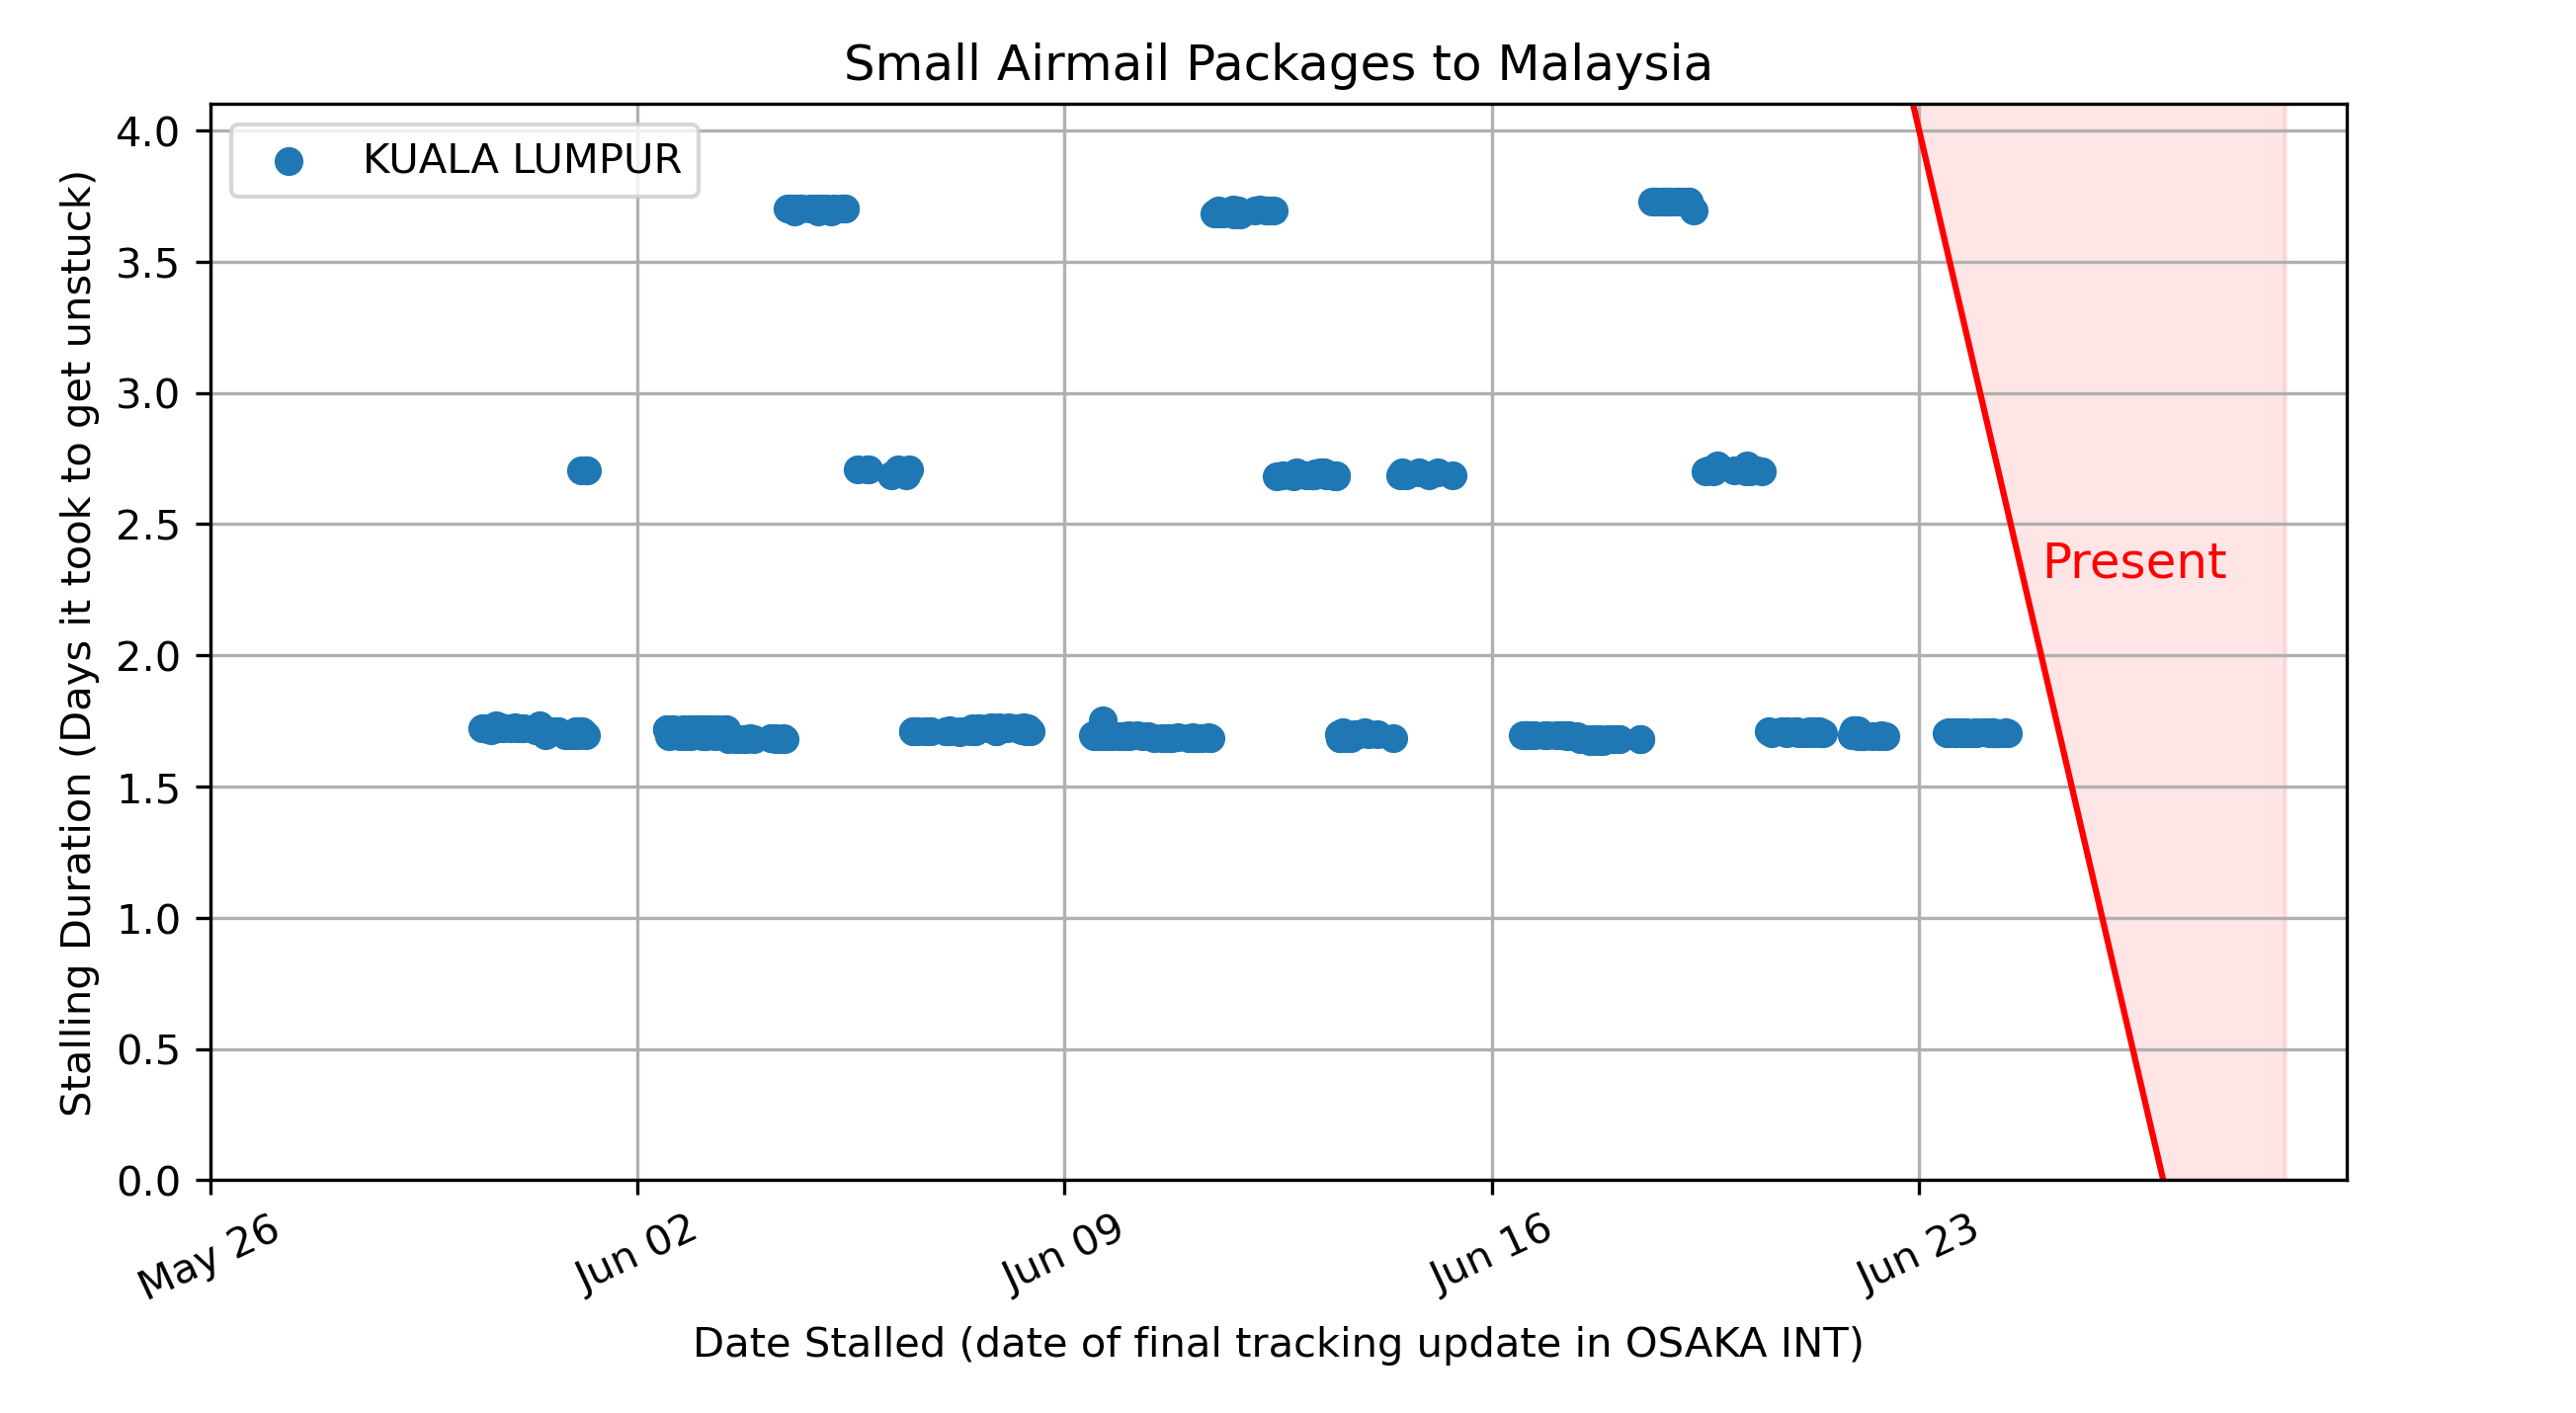 Small Airmail Packages to Malaysia
KUALA LUMPUR
Stalling Duration (Days it took to get unstuck)
4.0
3.5
3.0
2.5
2.0
1.5
1.0
0.5
0.0
Present
May 26
Jun 02
Jun 09
Jun 16
Jun 23
Date Stalled (date of final tracking update in OSAKA INT)